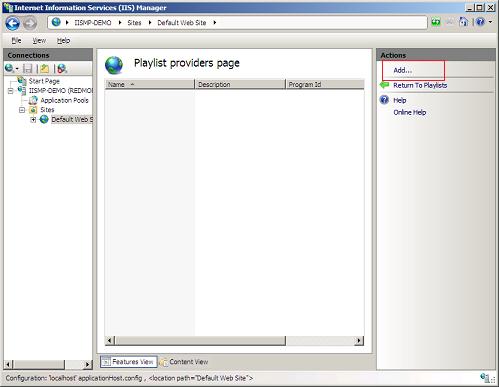 Internet Information Services (IIS) Manager
IISMP-DEMO Sites Default Web Site
File View Help
Connections
Start Page
IISMP-DEMO (REDMO
Application Pools
Sites
Default Web S
Playlist providers page
Name Description Program Id
Features View Content View
Actions
Add...
Return To Playlists
Help
Online Help
Configuration: 'localhost' applicationHost.config , <location path="Default Web Site">